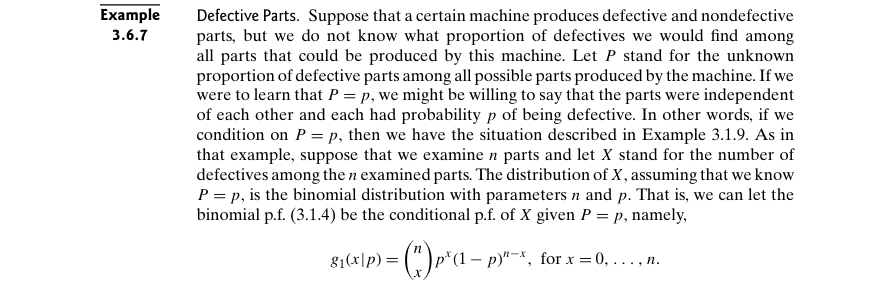 Example Defective Parts. Suppose that a certain machine produces defective and nondefective
3.6.7 parts, but we do not know what proportion of defectives we would find among
all parts that could be produced by this machine. Let P stand for the unknown
proportion of defective parts among all possible parts produced by the machine. If we
were to learn that P = p, we might be willing to say that the parts were independent
of each other and each had probability p of being defective. In other words, if we
condition on P = p, then we have the situation described in Example 3.1.9. As in
that example, suppose that we examine n parts and let X stand for the number of
defectives among the n examined parts. The distribution of X, assuming that we know
P = p, is the binomial distribution with parameters n and p. That is, we can let the
binomial p.f. (3.1.4) be the conditional p.f. of X given P = p, namely,
g₁(x|p) = (n x) pˣ(1 − p)ⁿ⁻ˣ, for x = 0, . . . , n.